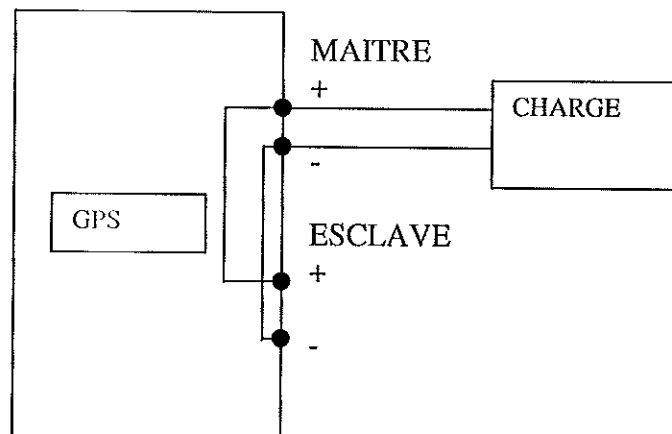 MAITRE
+
CHARGE
-
GPS
ESCLAVE
+
-